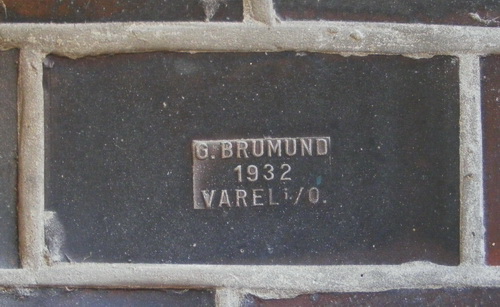 G. BRUMUND
1932
VAREL i/O.